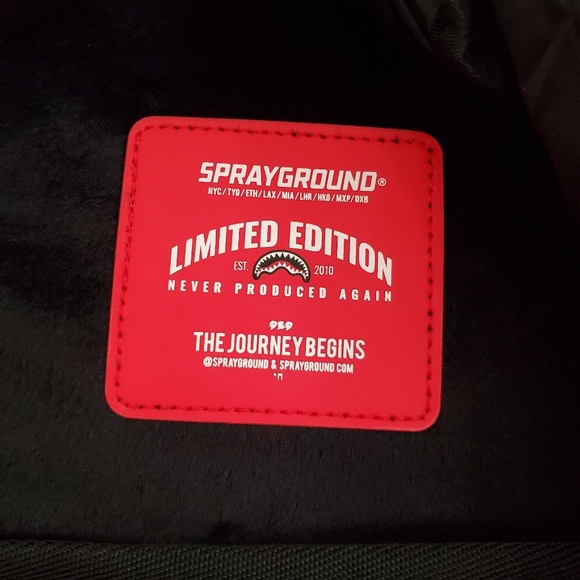 SPRAYGROUND®
NYC/TYO/ETH/LAX/MIA/LHR/HKG/MXP/DXB
LIMITED EDITION
EST. 2010
NEVER PRODUCED AGAIN
THE JOURNEY BEGINS
@SPRAYGROUND & SPRAYGROUND.COM